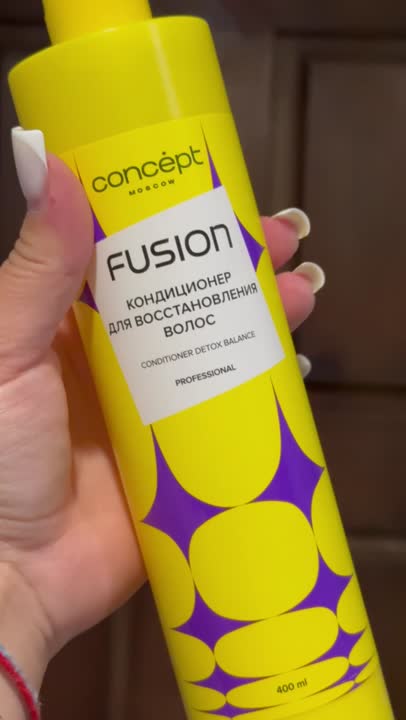 concept
MOSCOW
FUSION
КОНДИЦИОНЕР
ДЛЯ ВОССТАНОВЛЕНИЯ
ВОЛОС
CONDITIONER DETOX BALANCE
PROFESSIONAL
400 ml